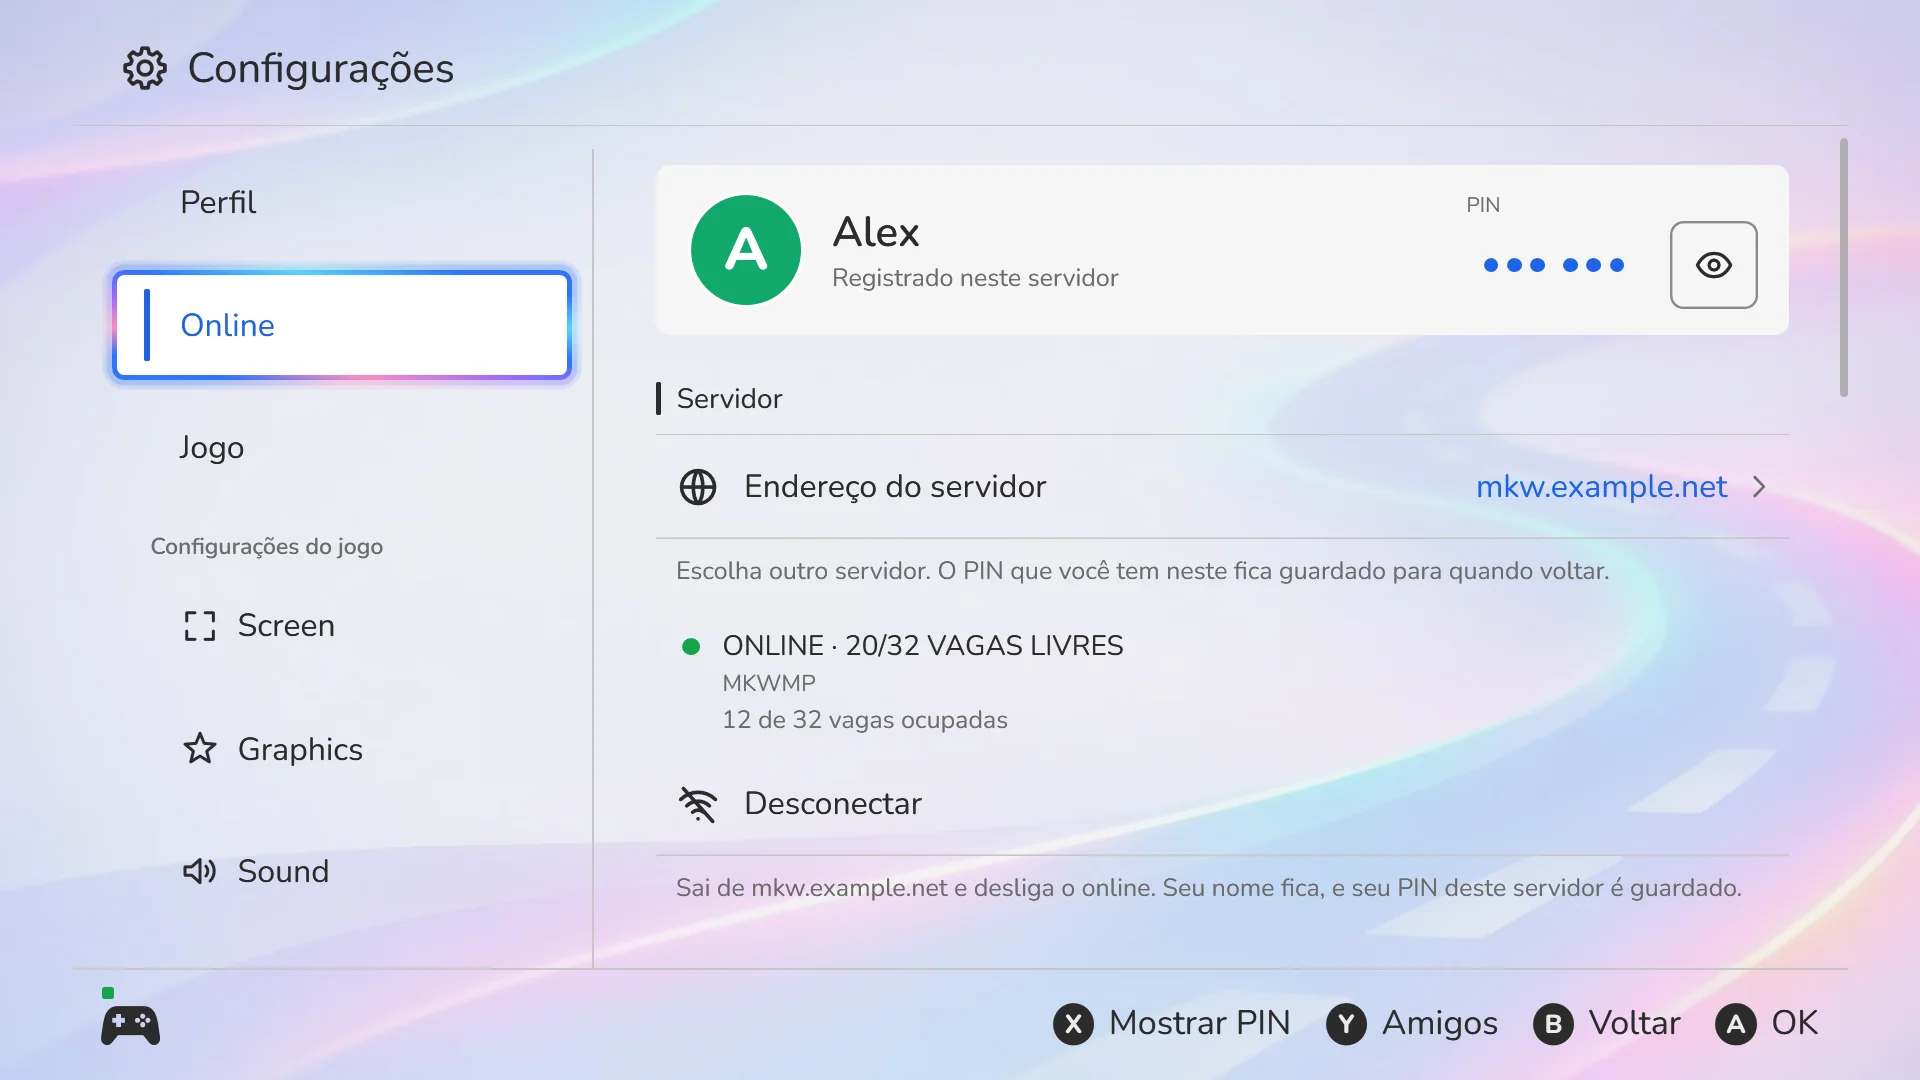 Configurações
Perfil
Online
Jogo
Configurações do jogo
Screen
Graphics
Sound
A
Alex
Registrado neste servidor
PIN
Servidor
Endereço do servidor
mkw.example.net
Escolha outro servidor. O PIN que você tem neste fica guardado para quando voltar.
ONLINE · 20/32 VAGAS LIVRES
MKWMP
12 de 32 vagas ocupadas
Desconectar
Sai de mkw.example.net e desliga o online. Seu nome fica, e seu PIN deste servidor é guardado.
X Mostrar PIN Y Amigos B Voltar A OK